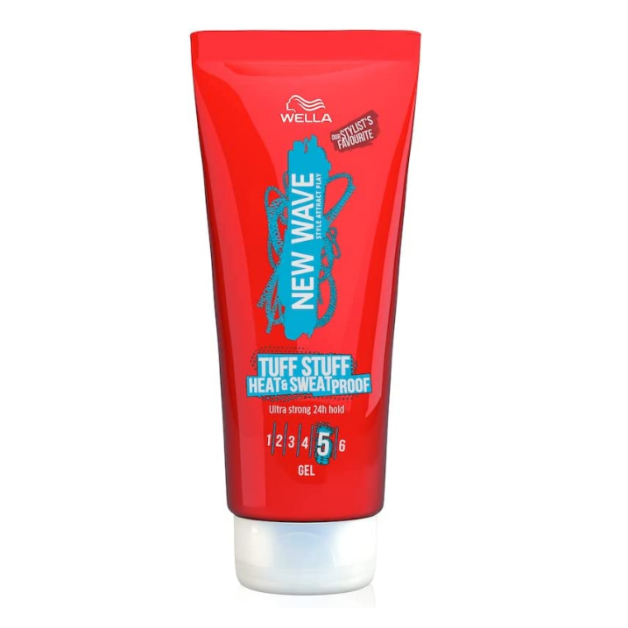 WELLA
OUR STYLIST'S
FAVOURITE
NEW WAVE
STYLE ATTRACT PLAY
TUFF STUFF
HEAT & SWEAT PROOF
Ultra strong 24h hold
1 2 3 4 5 6
GEL